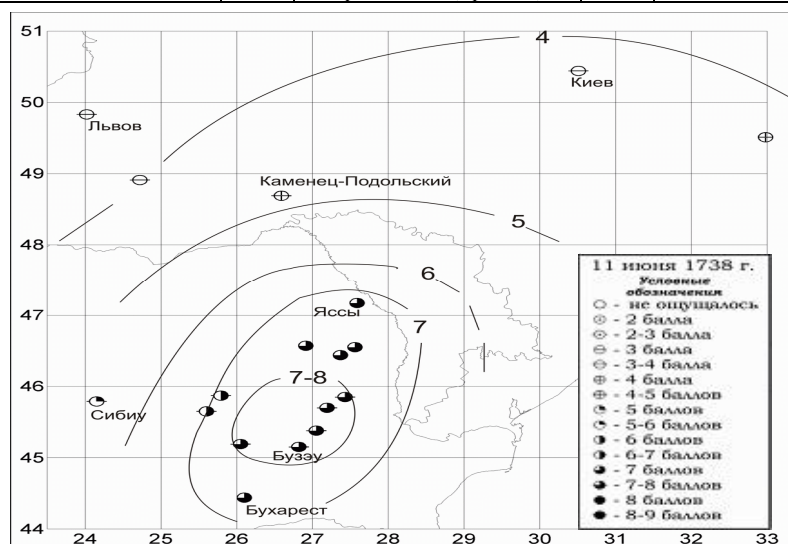 51
50
49
48
47
46
45
44
24
25
26
27
28
29
30
31
32
33
4
Киев
Львов
Каменец-Подольский
5
6
Яссы
7
7-8
Сибиу
Бузэу
Бухарест
11 июня 1738 г.
Условные
обозначения
- не ощущалось
- 2 балла
- 2-3 балла
- 3 балла
- 3-4 балла
- 4 балла
- 4-5 баллов
- 5 баллов
- 5-6 баллов
- 6 баллов
- 6-7 баллов
- 7 баллов
- 7-8 баллов
- 8 баллов
- 8-9 баллов